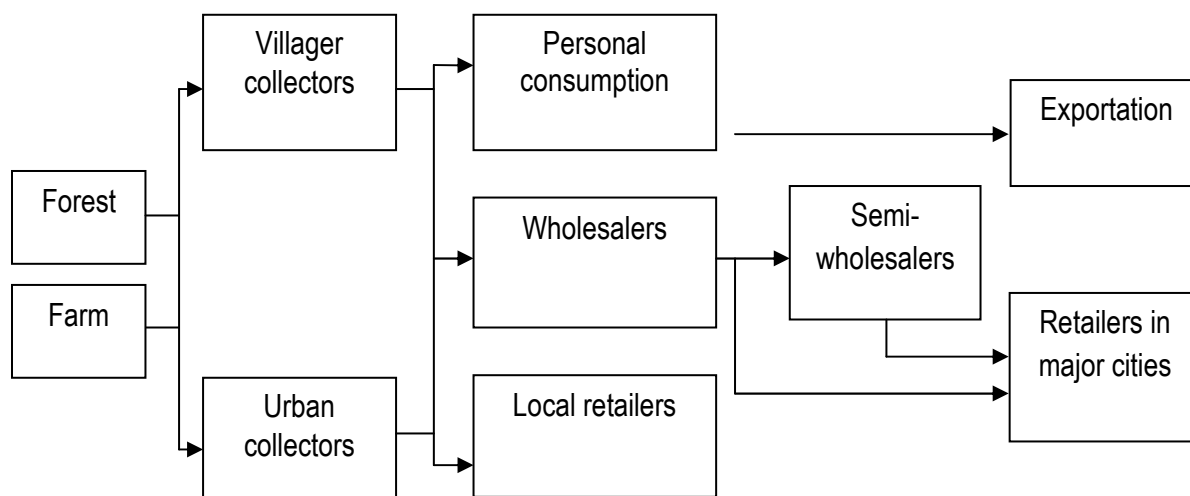 Villager
collectors
Personal
consumption
Exportation
Forest
Wholesalers
Semi-
wholesalers
Farm
Retailers in
major cities
Urban
collectors
Local retailers